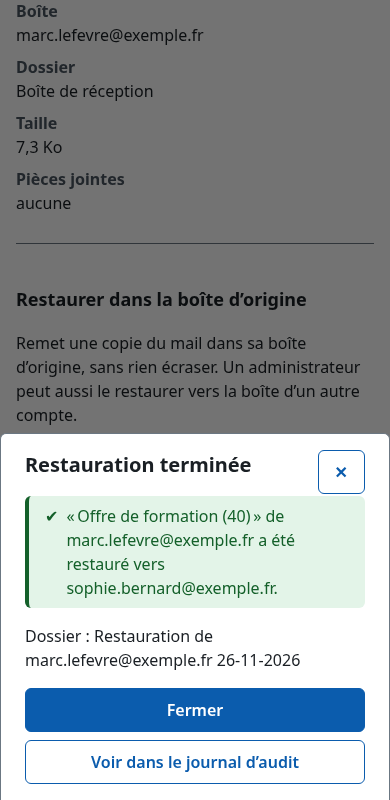 Boîte
marc.lefevre@exemple.fr
Dossier
Boîte de réception
Taille
7,3 Ko
Pièces jointes
aucune
Restaurer dans la boîte d’origine
Remet une copie du mail dans sa boîte
d’origine, sans rien écraser. Un administrateur
peut aussi le restaurer vers la boîte d’un autre
compte.
Restauration terminée
×
✔ « Offre de formation (40) » de
marc.lefevre@exemple.fr a été
restauré vers
sophie.bernard@exemple.fr.
Dossier : Restauration de
marc.lefevre@exemple.fr 26-11-2026
Fermer
Voir dans le journal d’audit